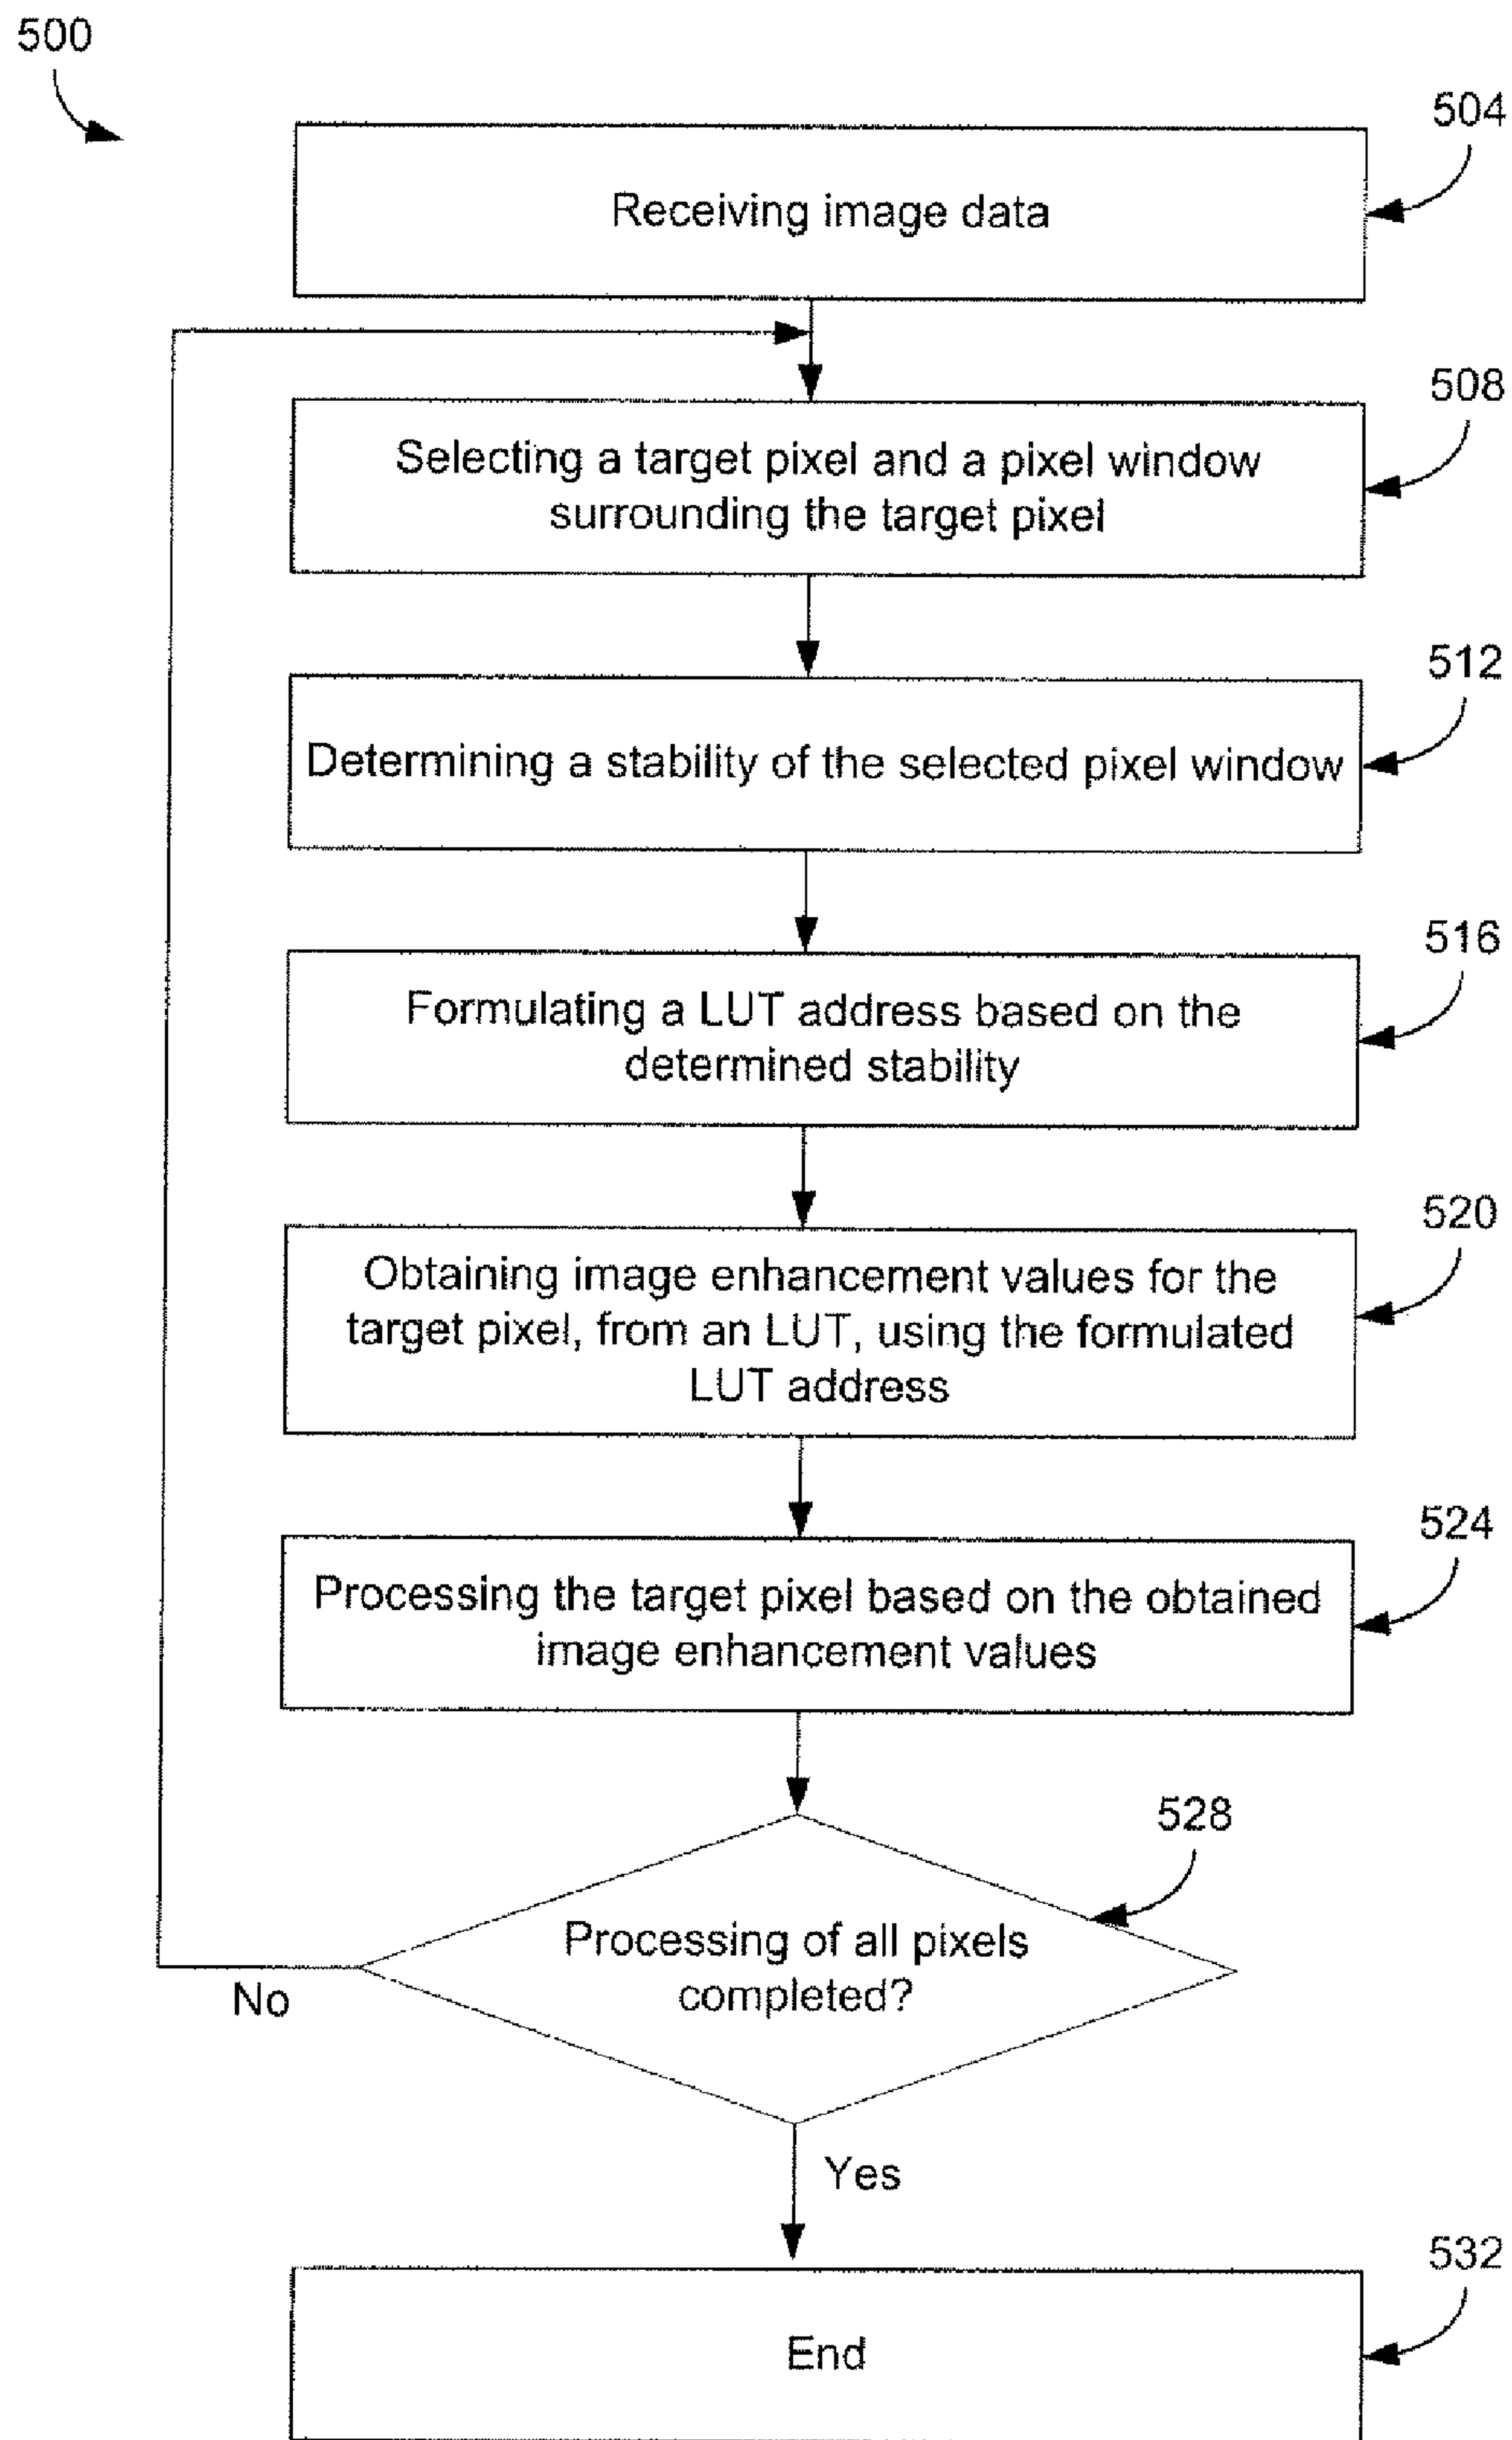 500
504
Receiving image data
508
Selecting a target pixel and a pixel window
surrounding the target pixel
512
Determining a stability of the selected pixel window
516
Formulating a LUT address based on the
determined stability
520
Obtaining image enhancement values for the
target pixel, from an LUT, using the formulated
LUT address
524
Processing the target pixel based on the obtained
image enhancement values
528
Processing of all pixels
completed?
No
Yes
532
End